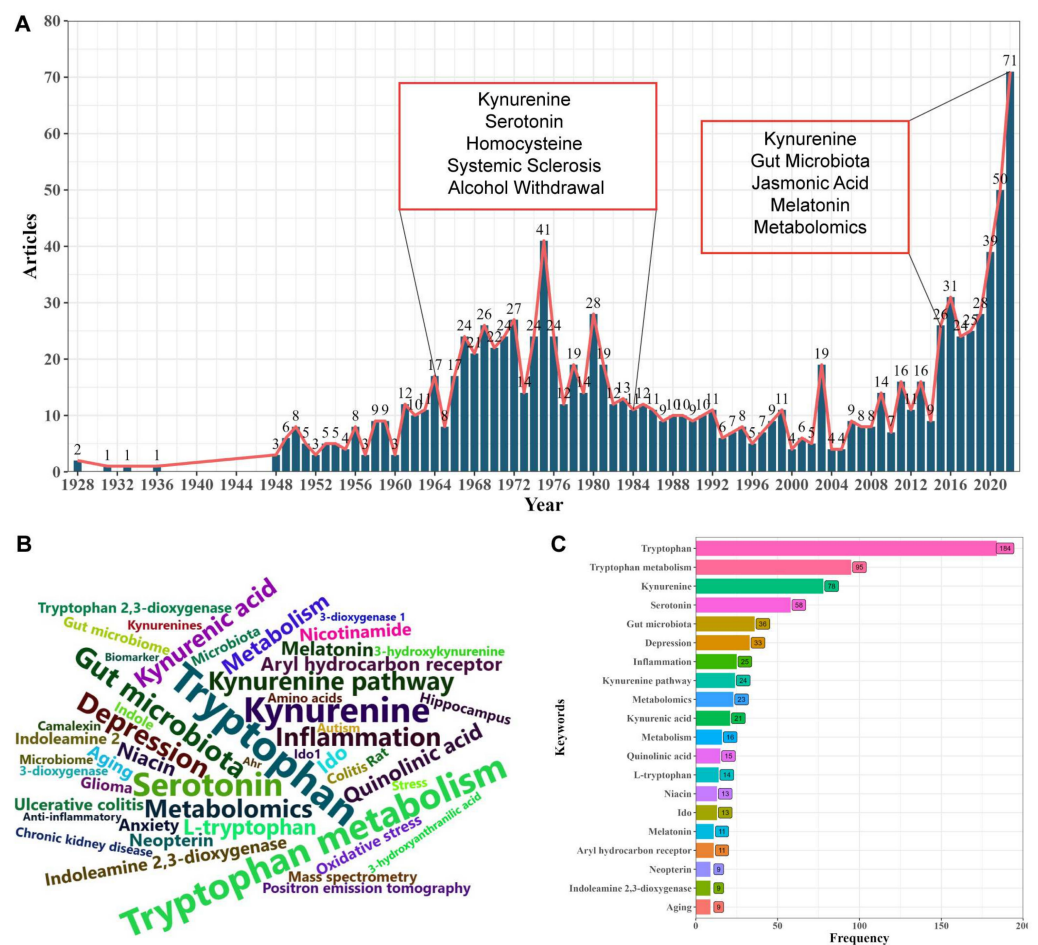 A
80
70
60
50
40
30
20
10
0
Articles
Kynurenine
Serotonin
Homocysteine
Systemic Sclerosis
Alcohol Withdrawal
Kynurenine
Gut Microbiota
Jasmonic Acid
Melatonin
Metabolomics
2 1 1 1 3 6 8 5 3 5 5 4 8 3 9 9 3 12 10 11 17 8 17 24 21 26 22 24 27 14 24 41 24 12 19 14 28 19 12 13 11 12 9 10 10 9 10 11 6 7 8 5 7 9 11 4 6 5 19 4 4 9 8 8 14 7 16 11 16 9 26 31 24 25 28 39 50 71
1928 1932 1936 1940 1944 1948 1952 1956 1960 1964 1968 1972 1976 1980 1984 1988 1992 1996 2000 2004 2008 2012 2016 2020
Year
B
Tryptophan 2,3-dioxygenase
Kynurenic acid
Metabolism
3-dioxygenase 1
Gut microbiome
Kynurenines
Microbiota
Nicotinamide
Biomarker
Melatonin
3-hydroxykynurenine
Aryl hydrocarbon receptor
Gut microbiota
Tryptophan
Kynurenine pathway
Amino acids
Hippocampus
Kynurenine
Depression
Indole
Autism
Inflammation
Camalexin
Indoleamine 2
Niacin
Ahr
Ido1
Ido
Rat
Colitis
Quinolinic acid
Microbiome
Aging
3-dioxygenase
Glioma
Serotonin
Stress
Ulcerative colitis
Metabolomics
Anti-inflammatory
Anxiety
L-tryptophan
Tryptophan metabolism
Chronic kidney disease
Neopterin
Oxidative stress
3-hydroxyanthranilic acid
Indoleamine 2,3-dioxygenase
Mass spectrometry
Positron emission tomography
C
Keywords
Tryptophan 184
Tryptophan metabolism 95
Kynurenine 78
Serotonin 58
Gut microbiota 36
Depression 33
Inflammation 25
Kynurenine pathway 24
Metabolomics 23
Kynurenic acid 21
Metabolism 16
Quinolinic acid 15
L-tryptophan 14
Niacin 13
Ido 13
Melatonin 11
Aryl hydrocarbon receptor 11
Neopterin 9
Indoleamine 2,3-dioxygenase 9
Aging 9
0 50 100 150 200
Frequency